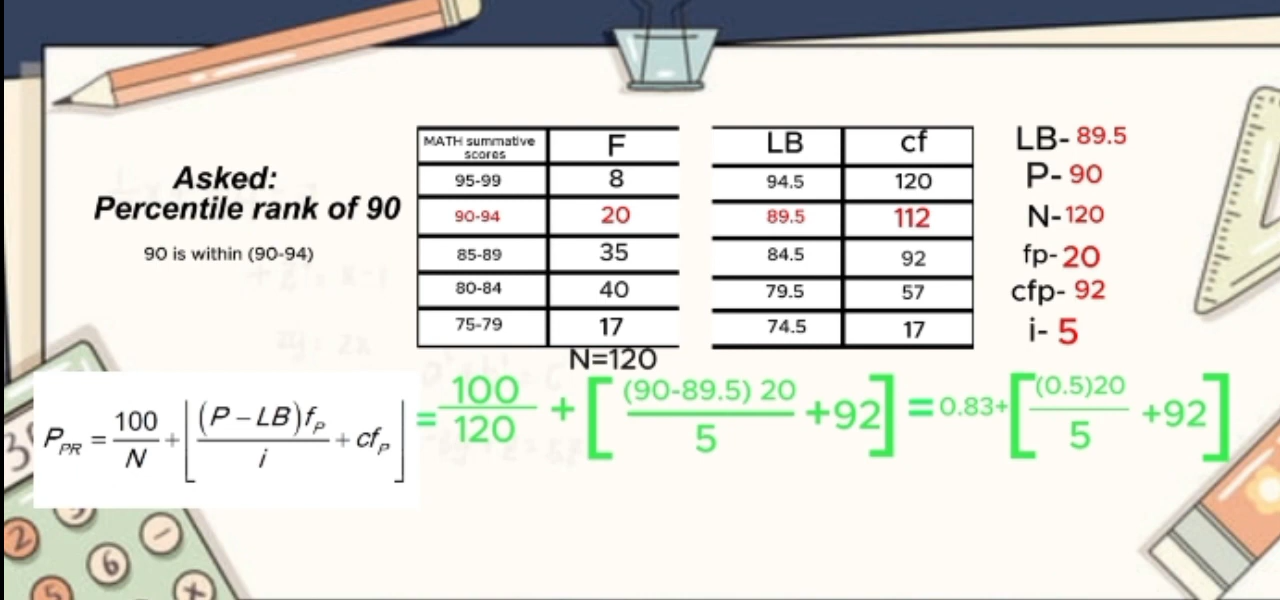 Asked:
Percentile rank of 90
90 is within (90-94)
MATH summative scores F
95-99 8
90-94 20
85-89 35
80-84 40
75-79 17
N=120
LB cf
94.5 120
89.5 112
84.5 92
79.5 57
74.5 17
LB- 89.5
P- 90
N-120
fp- 20
cfp- 92
i- 5
P_PR = 100/N + ⌊(P – LB)f_P / i + cf_P⌋
= 100/120 + [(90-89.5) 20 / 5 +92] = 0.83+ [(0.5)20 / 5 +92]
2
3
6
−
5
×